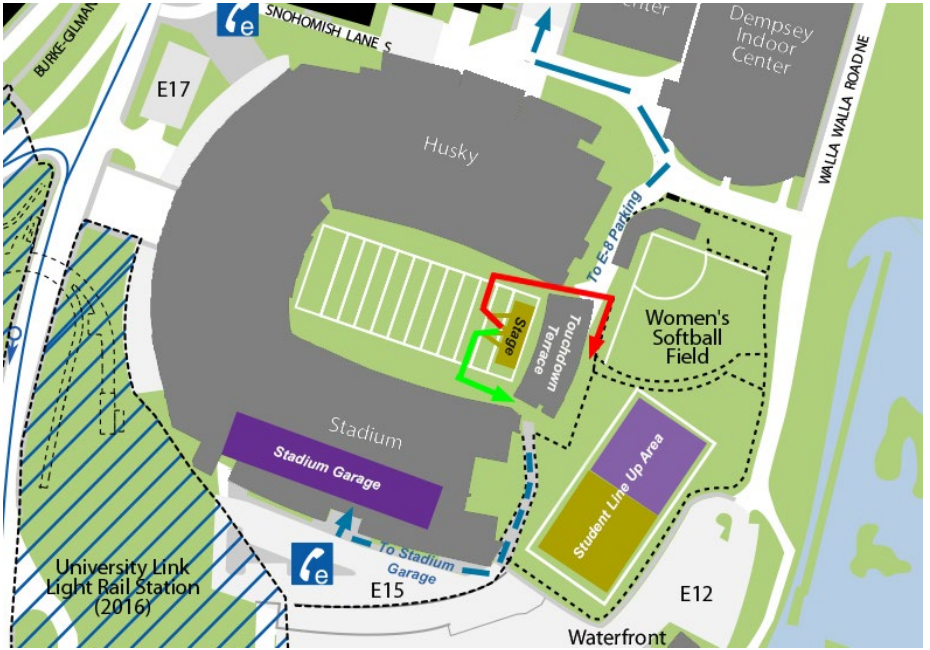 SNOHOMISH LANE S
e
Center
Dempsey
Indoor
Center
BURKE-GILMAN
E17
Husky
WALLA WALLA ROAD NE
To E-8 Parking
Stage
Touchdown
Terrace
Women's
Softball
Field
Stadium
Stadium Garage
Student Line Up Area
To Stadium
Garage
e
E15
E12
University Link
Light Rail Station
(2016)
Waterfront